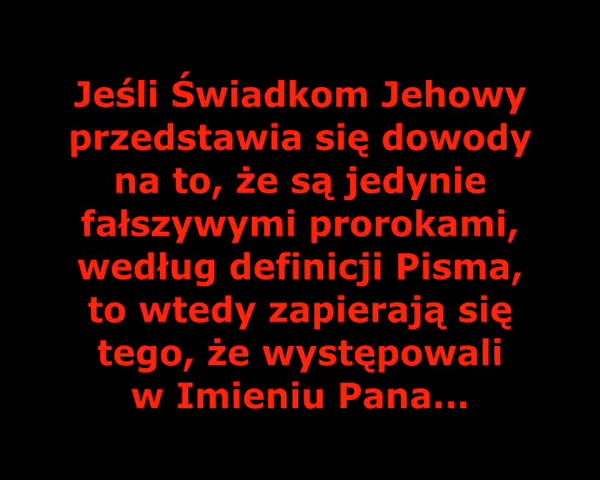 Jeśli Świadkom Jehowy
przedstawia się dowody
na to, że są jedynie
fałszywymi prorokami,
według definicji Pisma,
to wtedy zapierają się
tego, że występowali
w Imieniu Pana...